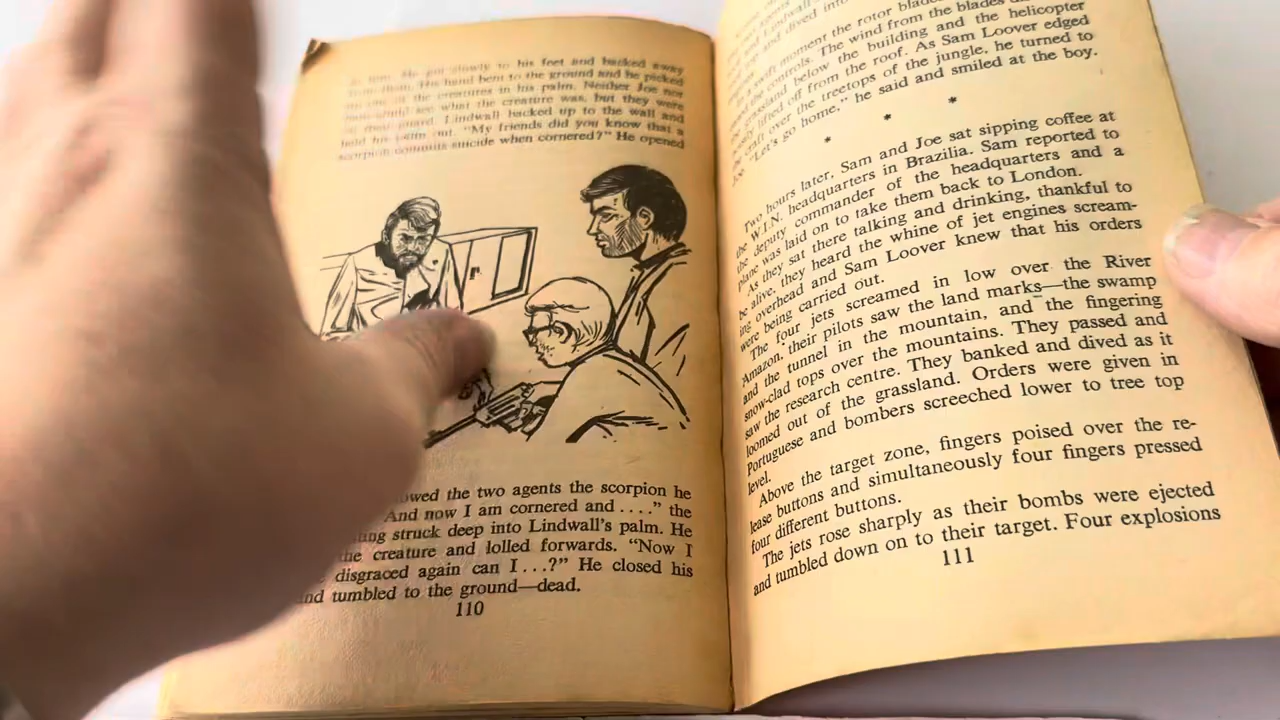 to his feet and backed away
from them. His hand bent to the ground and he picked
up one of the creatures in his palm. Neither Joe nor
Sam could see what the creature was, but they were
on their guard. Lindwall backed up to the wall and
held his palm out. "My friends did you know that a
scorpion commits suicide when cornered?" He opened
owed the two agents the scorpion he
And now I am cornered and . . . ." the
ing struck deep into Lindwall's palm. He
the creature and lolled forwards. "Now I
disgraced again can I . . .?" He closed his
nd tumbled to the ground—dead.
110
and dived into
moment the rotor blades
the controls. The wind from the blades
grassland below the building and the helicopter
lifted off from the roof. As Sam Loover edged
craft over the treetops of the jungle, he turned to
Joe. "Let's go home," he said and smiled at the boy.
* * *
Two hours later, Sam and Joe sat sipping coffee at
the W.I.N. headquarters in Brazilia. Sam reported to
the deputy commander of the headquarters and a
plane was laid on to take them back to London.
As they sat there talking and drinking, thankful to
be alive, they heard the whine of jet engines scream-
ing overhead and Sam Loover knew that his orders
were being carried out.
The four jets screamed in low over the River
Amazon, their pilots saw the land marks—the swamp
and the tunnel in the mountain, and the fingering
snow-clad tops over the mountains. They passed and
saw the research centre. They banked and dived as it
loomed out of the grassland. Orders were given in
Portuguese and bombers screeched lower to tree top
level.
Above the target zone, fingers poised over the re-
lease buttons and simultaneously four fingers pressed
four different buttons.
The jets rose sharply as their bombs were ejected
and tumbled down on to their target. Four explosions
111